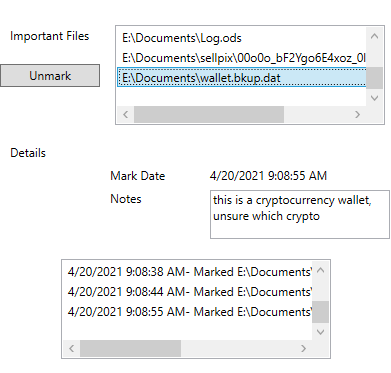 Important Files
E:\Documents\Log.ods
E:\Documents\sellpix\00o0o_bF2Ygo6E4xoz_0
Unmark
E:\Documents\wallet.bkup.dat
Details
Mark Date
4/20/2021 9:08:55 AM
Notes
this is a cryptocurrency wallet,
unsure which crypto
4/20/2021 9:08:38 AM- Marked E:\Documents\
4/20/2021 9:08:44 AM- Marked E:\Documents\
4/20/2021 9:08:55 AM- Marked E:\Documents\